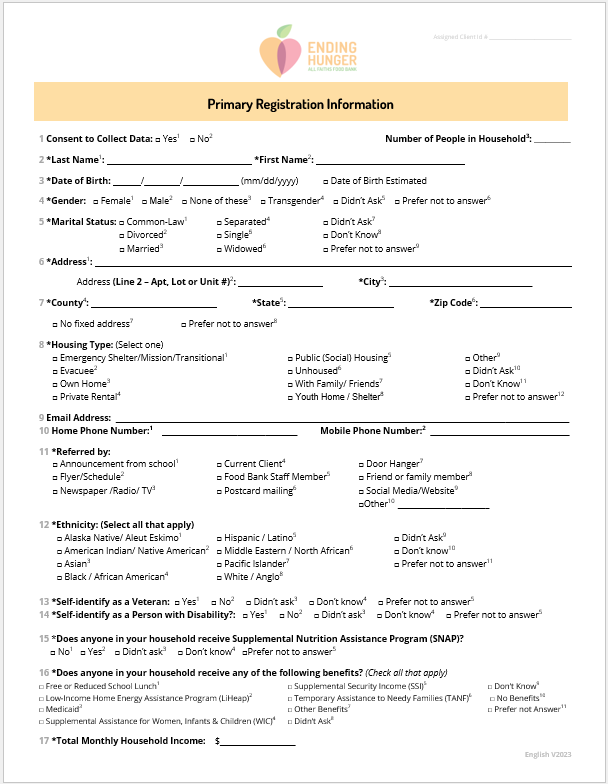 Assigned Client Id # ____________________
ENDING
HUNGER
ALL FAITHS FOOD BANK
Primary Registration Information
1 Consent to Collect Data: □ Yes¹ □ No² Number of People in Household³: ________
2 *Last Name¹: ______________________________ *First Name²: ______________________________
3 *Date of Birth: ______/________/____________ (mm/dd/yyyy) □ Date of Birth Estimated
4 *Gender: □ Female¹ □ Male² □ None of these³ □ Transgender⁴ □ Didn't Ask⁵ □ Prefer not to answer⁶
5 *Marital Status: □ Common-Law¹ □ Separated⁴ □ Didn't Ask⁷
□ Divorced² □ Single⁵ □ Don't Know⁸
□ Married³ □ Widowed⁶ □ Prefer not to answer⁹
6 *Address¹: ____________________________________________________________
Address (Line 2 – Apt, Lot or Unit #)²: __________________ *City³: ______________________________
7 *County⁴: __________________________ *State⁵: ______________________ *Zip Code⁶: ___________________
□ No fixed address⁷ □ Prefer not to answer⁸
8 *Housing Type: (Select one)
□ Emergency Shelter/Mission/Transitional¹ □ Public (Social) Housing⁵ □ Other⁹
□ Evacuee² □ Unhoused⁶ □ Didn't Ask¹⁰
□ Own Home³ □ With Family/ Friends⁷ □ Don't Know¹¹
□ Private Rental⁴ □ Youth Home / Shelter⁸ □ Prefer not to answer¹²
9 Email Address: ____________________________________________________________
10 Home Phone Number:¹ ____________________________ Mobile Phone Number:² ____________________________
11 *Referred by:
□ Announcement from school¹ □ Current Client⁴ □ Door Hanger⁷
□ Flyer/Schedule² □ Food Bank Staff Member⁵ □ Friend or family member⁸
□ Newspaper /Radio/ TV³ □ Postcard mailing⁶ □ Social Media/Website⁹
□Other¹⁰ ____________________
12 *Ethnicity: (Select all that apply)
□ Alaska Native/ Aleut Eskimo¹ □ Hispanic / Latino⁵ □ Didn't Ask⁹
□ American Indian/ Native American² □ Middle Eastern / North African⁶ □ Don't know¹⁰
□ Asian³ □ Pacific Islander⁷ □ Prefer not to answer¹¹
□ Black / African American⁴ □ White / Anglo⁸
13 *Self-identify as a Veteran: □ Yes¹ □ No² □ Didn't ask³ □ Don't know⁴ □ Prefer not to answer⁵
14 *Self-identify as a Person with Disability?: □ Yes¹ □ No² □ Didn't ask³ □ Don't know⁴ □ Prefer not to answer⁵
15 *Does anyone in your household receive Supplemental Nutrition Assistance Program (SNAP)?
□ No¹ □ Yes² □ Didn't ask³ □ Don't know⁴ □Prefer not to answer⁵
16 *Does anyone in your household receive any of the following benefits? (Check all that apply)
□ Free or Reduced School Lunch¹ □ Supplemental Security Income (SSI)⁵ □ Don't Know⁹
□ Low-Income Home Energy Assistance Program (LiHeap)² □ Temporary Assistance to Needy Families (TANF)⁶ □ No Benefits¹⁰
□ Medicaid³ □ Other Benefits⁷ □ Prefer not Answer¹¹
□ Supplemental Assistance for Women, Infants & Children (WIC)⁴ □ Didn't Ask⁸
17 *Total Monthly Household Income: $________________
English V2023